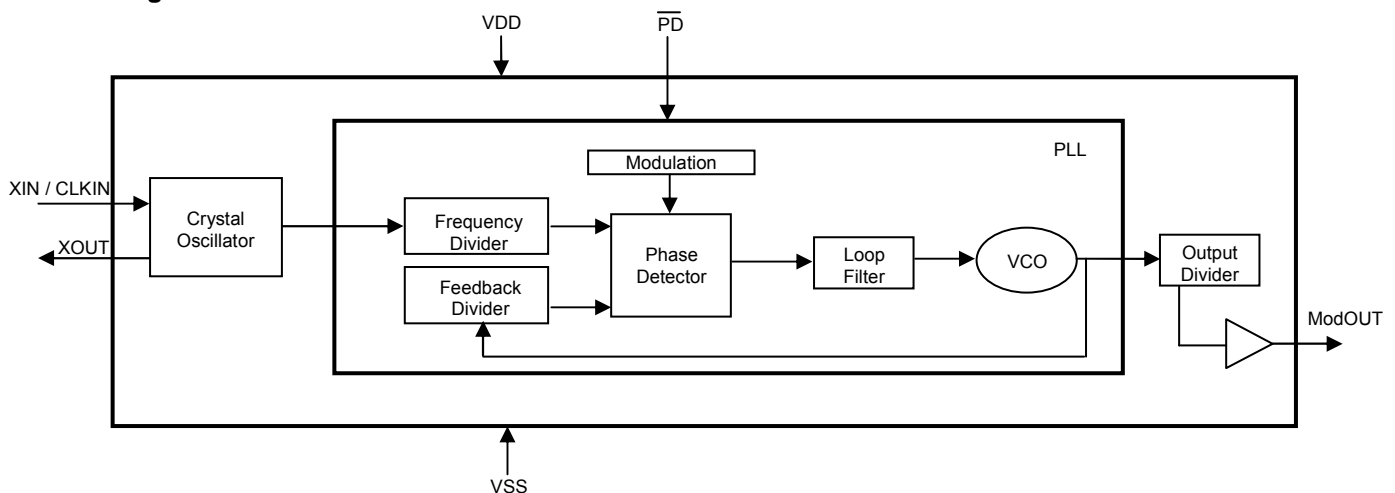 VDD
PD
PLL
Modulation
XIN / CLKIN
Crystal
Oscillator
XOUT
Frequency
Divider
Feedback
Divider
Phase
Detector
Loop
Filter
VCO
Output
Divider
ModOUT
VSS